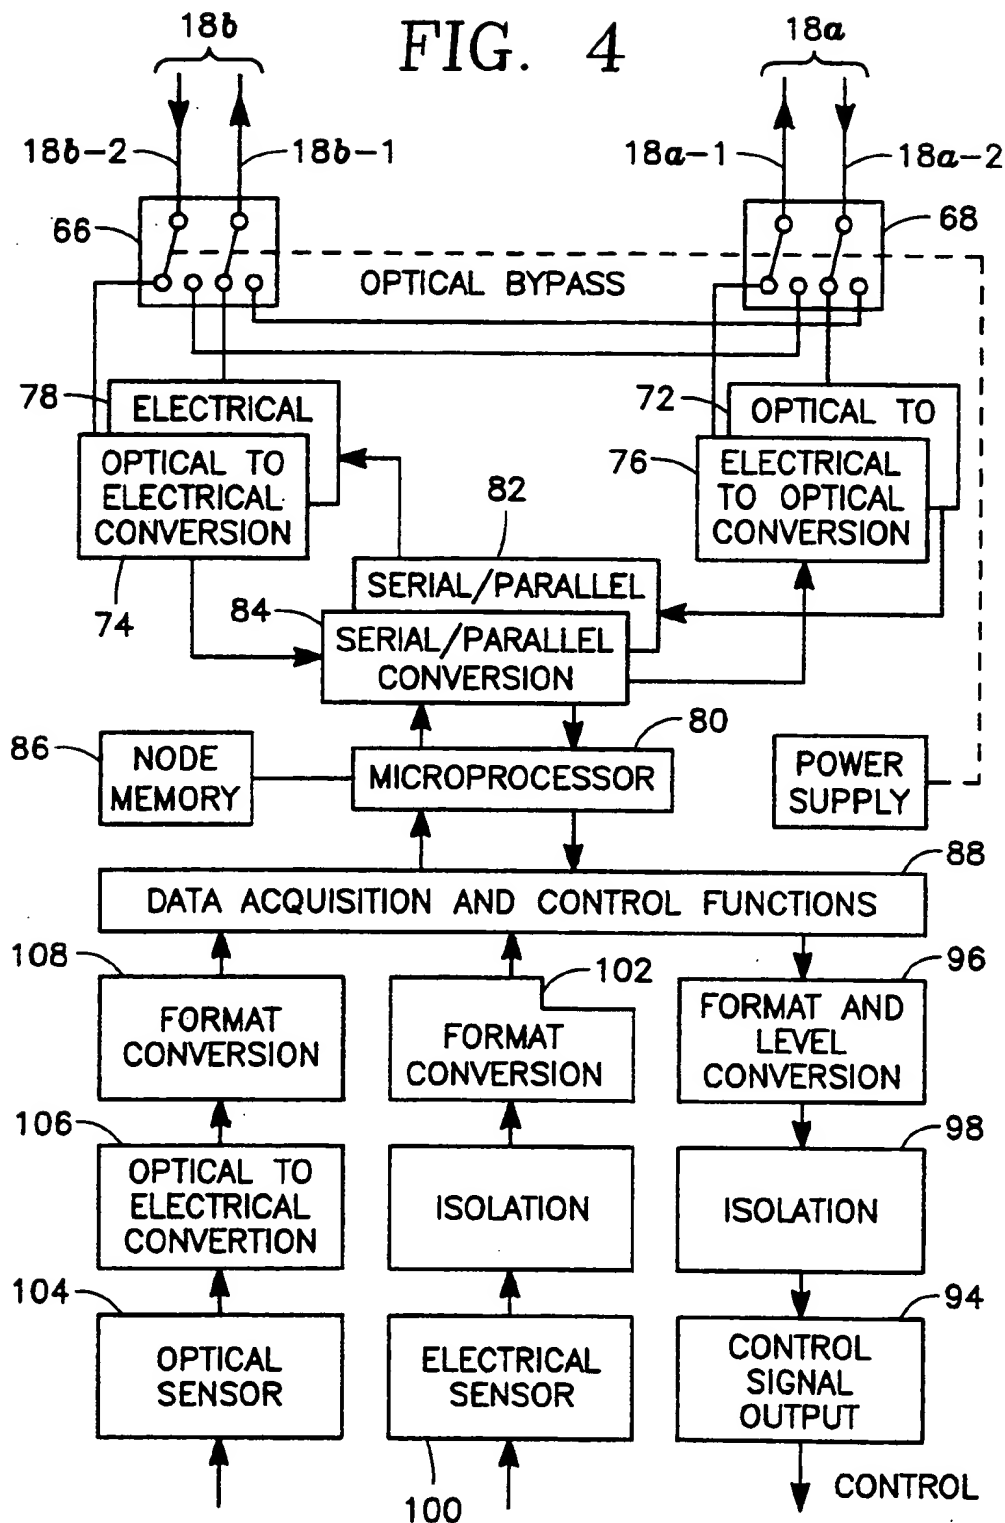 FIG. 4
18b
18a
18b-2
18b-1
18a-1
18a-2
66
68
OPTICAL BYPASS
78
ELECTRICAL
72
OPTICAL TO
OPTICAL TO
ELECTRICAL
CONVERSION
74
76
ELECTRICAL
TO OPTICAL
CONVERSION
82
SERIAL/PARALLEL
84
SERIAL/PARALLEL
CONVERSION
86
NODE
MEMORY
80
MICROPROCESSOR
POWER
SUPPLY
88
DATA ACQUISITION AND CONTROL FUNCTIONS
108
FORMAT
CONVERSION
102
FORMAT
CONVERSION
96
FORMAT AND
LEVEL
CONVERSION
106
OPTICAL TO
ELECTRICAL
CONVERTION
ISOLATION
98
ISOLATION
104
OPTICAL
SENSOR
ELECTRICAL
SENSOR
100
94
CONTROL
SIGNAL
OUTPUT
CONTROL